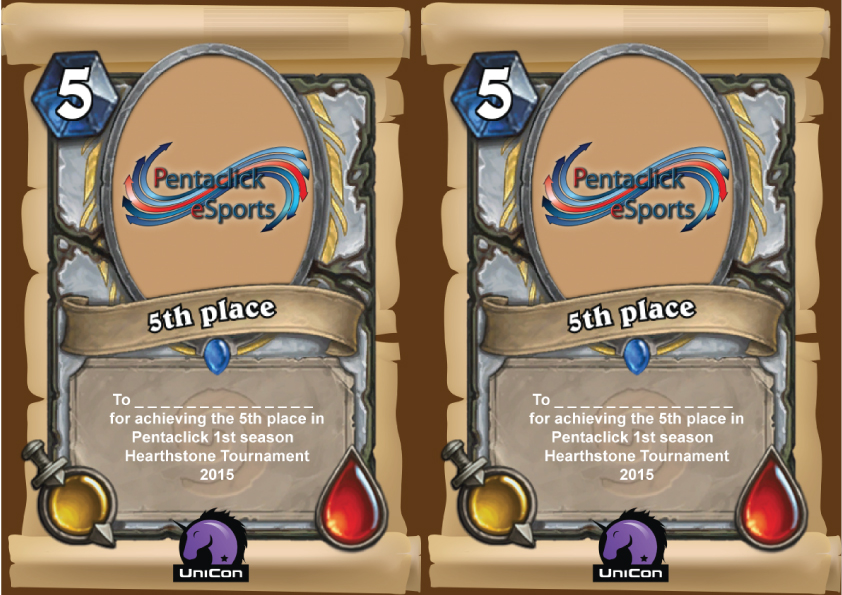 5
Pentaclick
eSports
5th place
To _ _ _ _ _ _ _ _ _ _ _ _ _ _ _
for achieving the 5th place in
Pentaclick 1st season
Hearthstone Tournament
2015
UNICON
5
Pentaclick
eSports
5th place
To _ _ _ _ _ _ _ _ _ _ _ _ _ _ _
for achieving the 5th place in
Pentaclick 1st season
Hearthstone Tournament
2015
UNICON